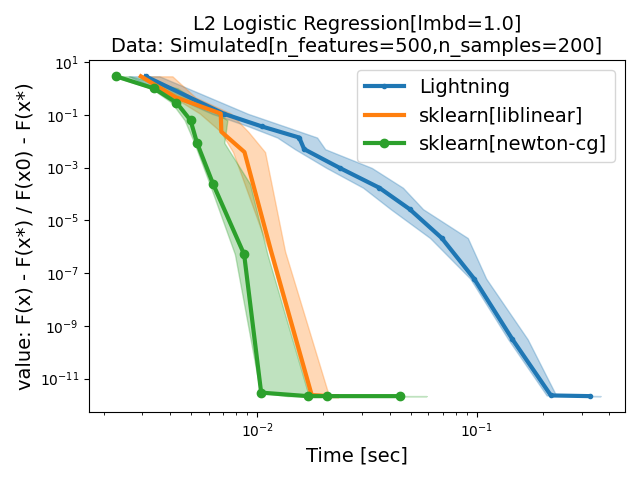 L2 Logistic Regression[lmbd=1.0]
Data: Simulated[n_features=500,n_samples=200]
value: F(x) - F(x*) / F(x0) - F(x*)
10¹
10⁻¹
10⁻³
10⁻⁵
10⁻⁷
10⁻⁹
10⁻¹¹
Lightning
sklearn[liblinear]
sklearn[newton-cg]
10⁻²
10⁻¹
Time [sec]